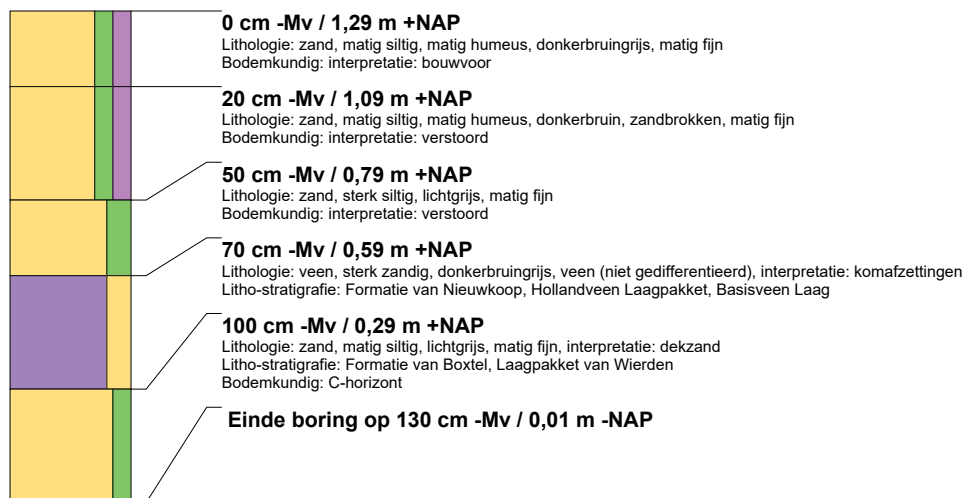 0 cm -Mv / 1,29 m +NAP
Lithologie: zand, matig siltig, matig humeus, donkerbruingrijs, matig fijn
Bodemkundig: interpretatie: bouwvoor
20 cm -Mv / 1,09 m +NAP
Lithologie: zand, matig siltig, matig humeus, donkerbruin, zandbrokken, matig fijn
Bodemkundig: interpretatie: verstoord
50 cm -Mv / 0,79 m +NAP
Lithologie: zand, sterk siltig, lichtgrijs, matig fijn
Bodemkundig: interpretatie: verstoord
70 cm -Mv / 0,59 m +NAP
Lithologie: veen, sterk zandig, donkerbruingrijs, veen (niet gedifferentieerd), interpretatie: komafzettingen
Litho-stratigrafie: Formatie van Nieuwkoop, Hollandveen Laagpakket, Basisveen Laag
100 cm -Mv / 0,29 m +NAP
Lithologie: zand, matig siltig, lichtgrijs, matig fijn, interpretatie: dekzand
Litho-stratigrafie: Formatie van Boxtel, Laagpakket van Wierden
Bodemkundig: C-horizont
Einde boring op 130 cm -Mv / 0,01 m -NAP